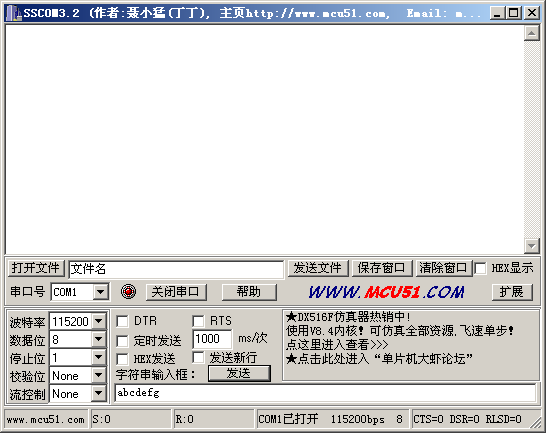 SSCOM3.2 (作者:聂小猛(丁丁), 主页http://www.mcu51.com, Email: m...
打开文件 文件名 发送文件 保存窗口 清除窗口 HEX显示
串口号 COM1 关闭串口 帮助 WWW.MCU51.COM 扩展
波特率 115200 DTR RTS
数据位 8 定时发送 1000 ms/次
停止位 1 HEX发送 发送新行
校验位 None 字符串输入框: 发送
流控制 None abcdefg
★DX516F仿真器热销中!
使用V8.4内核! 可仿真全部资源,飞速单步!
点这里进入查看>>>
★点击此处进入“单片机大虾论坛”
www.mcu51.com S:0 R:0 COM1已打开 115200bps 8 CTS=0 DSR=0 RLSD=0